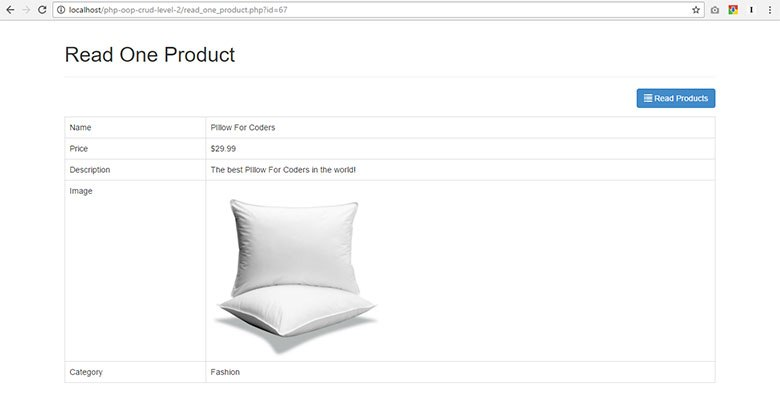 localhost/php-oop-crud-level-2/read_one_product.php?id=67
Read One Product
Read Products
Name Pillow For Coders
Price $29.99
Description The best Pillow For Coders in the world!
Image
Category Fashion